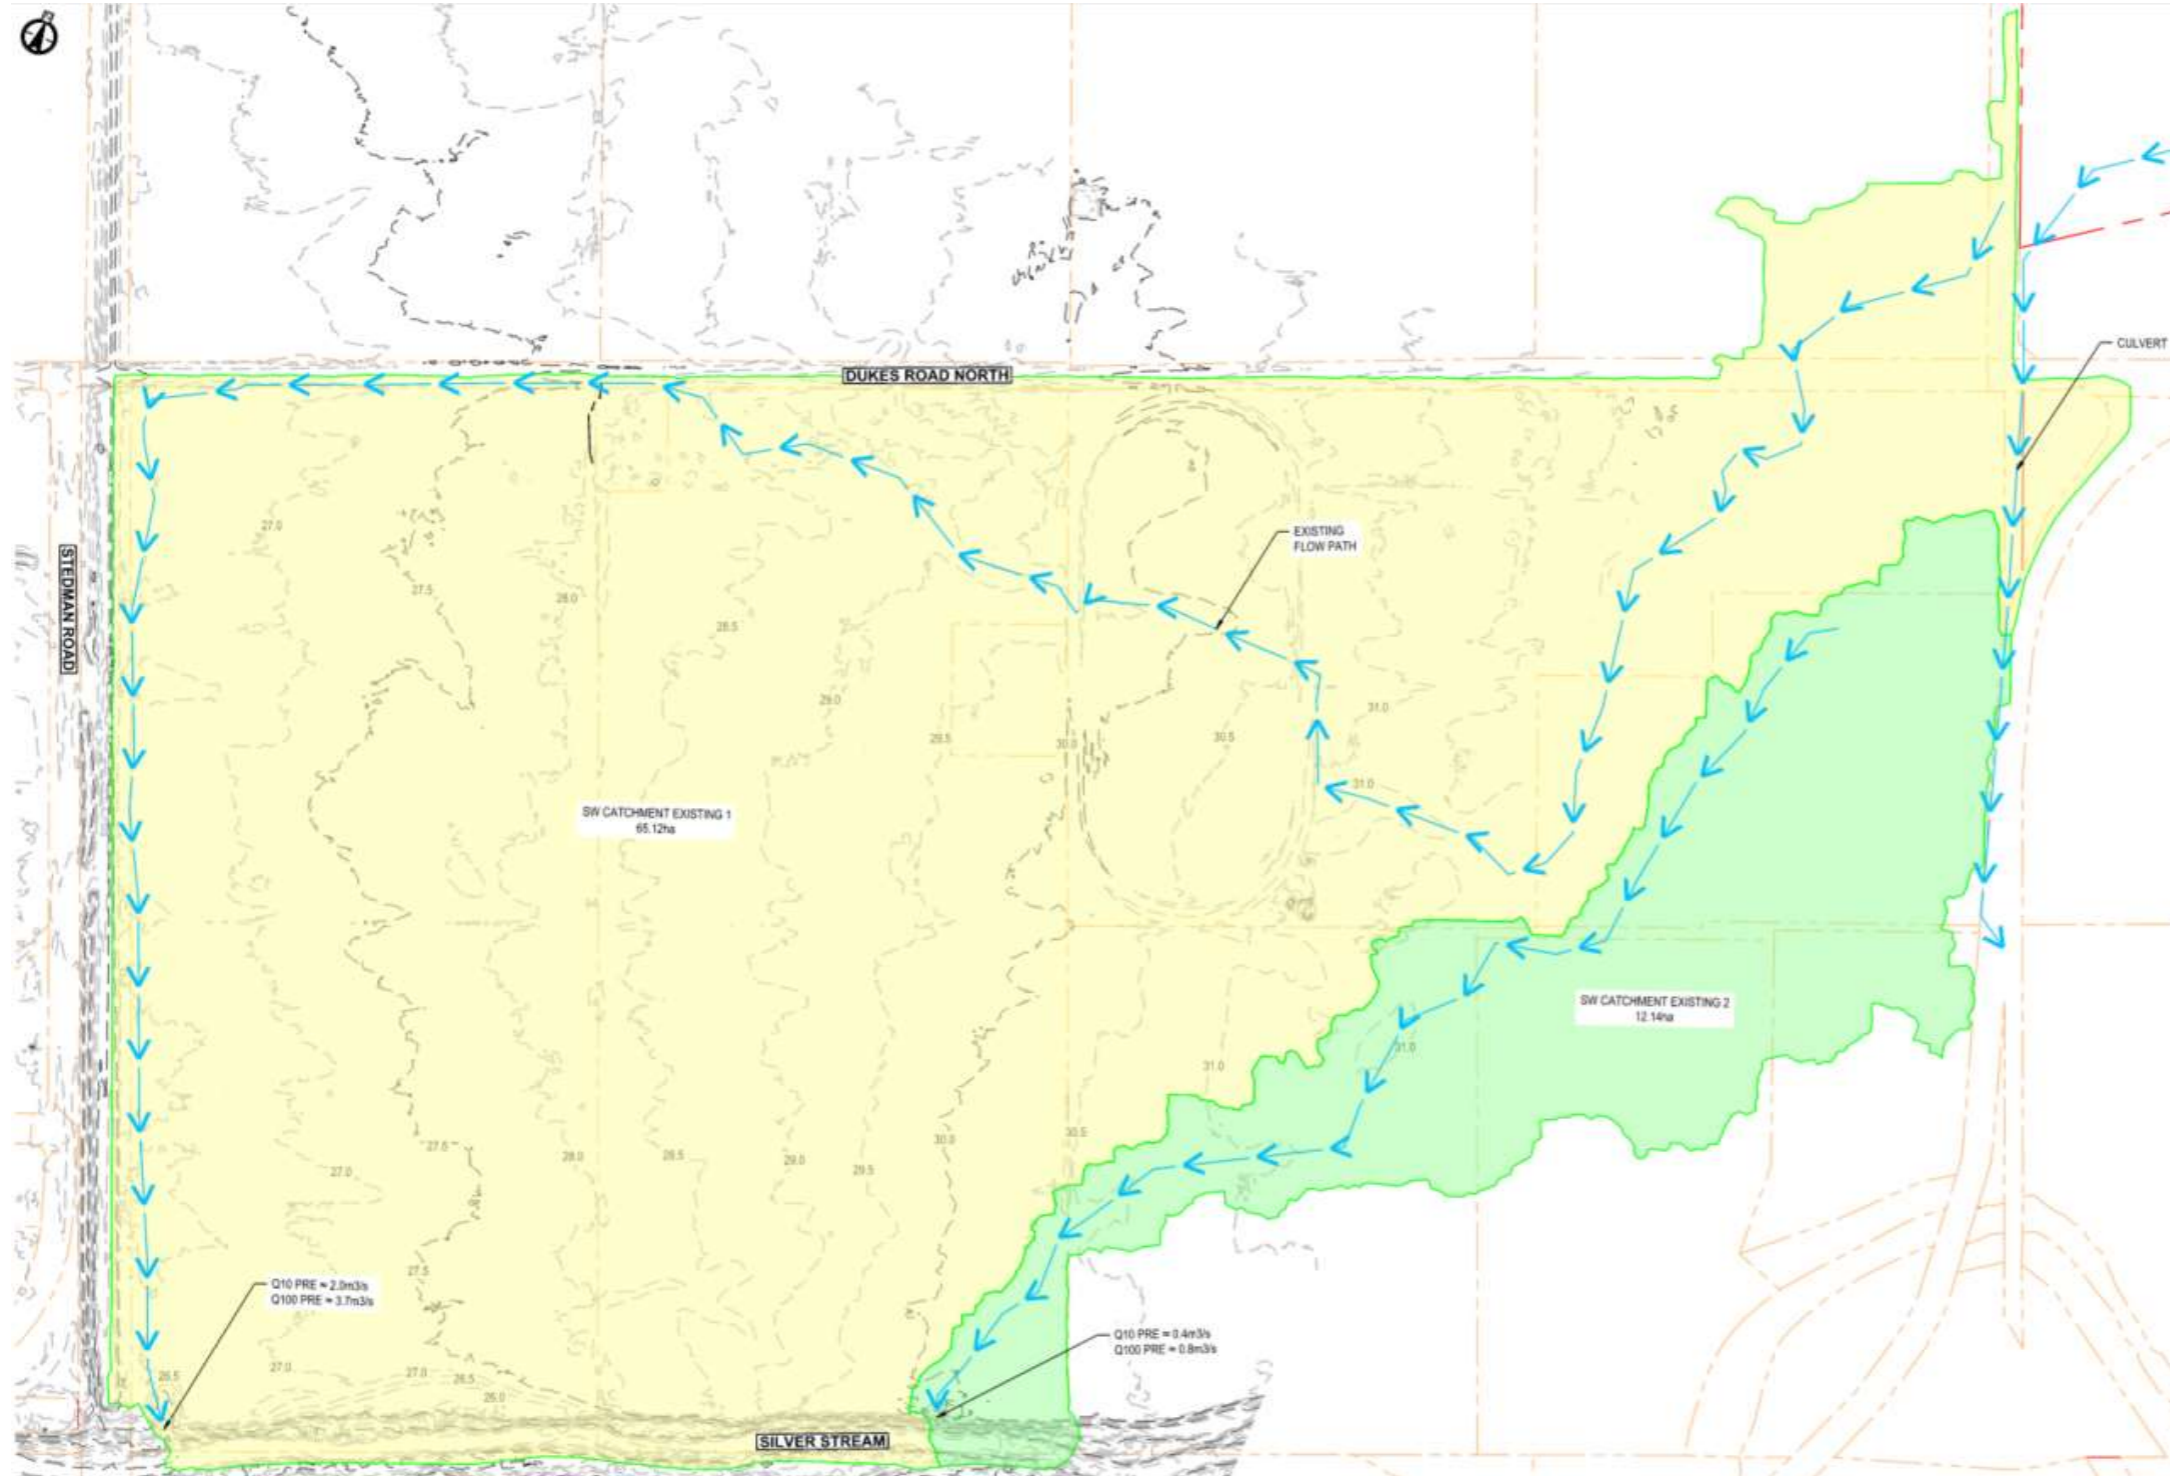 CULVERT
DUKES ROAD NORTH
EXISTING
FLOW PATH
27.0
27.5
28.0
28.5
STEDMAN ROAD
29.0
31.0
29.5
30.0
30.5
31.0
SW CATCHMENT EXISTING 1
65.12ha
SW CATCHMENT EXISTING 2
12.14ha
31.0
31.0
30.5
30.0
27.5
27.0
28.0
28.5
29.0
29.5
27.5
Q10 PRE = 2.0m3/s
Q100 PRE = 3.7m3/s
Q10 PRE = 0.4m3/s
Q100 PRE = 0.8m3/s
26.5
27.0
27.0
26.5
26.0
SILVER STREAM